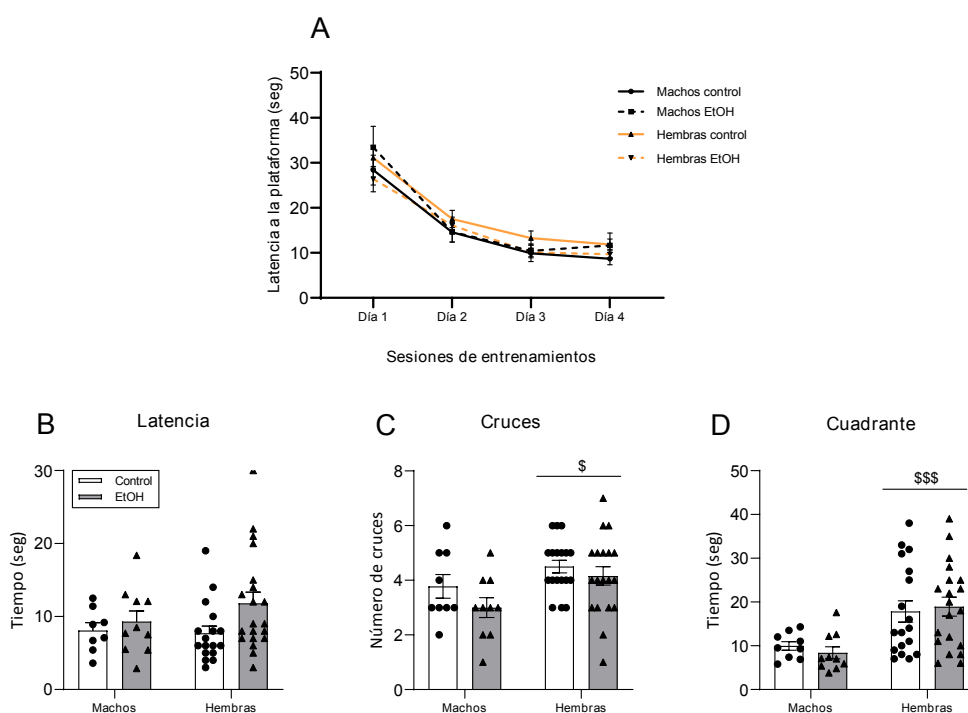 A
Latencia a la plataforma (seg)
50
40
30
20
10
0
Día 1
Día 2
Día 3
Día 4
Sesiones de entrenamientos
Machos control
Machos EtOH
Hembras control
Hembras EtOH
B
Latencia
Tiempo (seg)
30
20
10
0
Control
EtOH
Machos
Hembras
C
Cruces
Número de cruces
8
6
4
2
0
$
Machos
Hembras
D
Cuadrante
Tiempo (seg)
50
40
30
20
10
0
$$$
Machos
Hembras